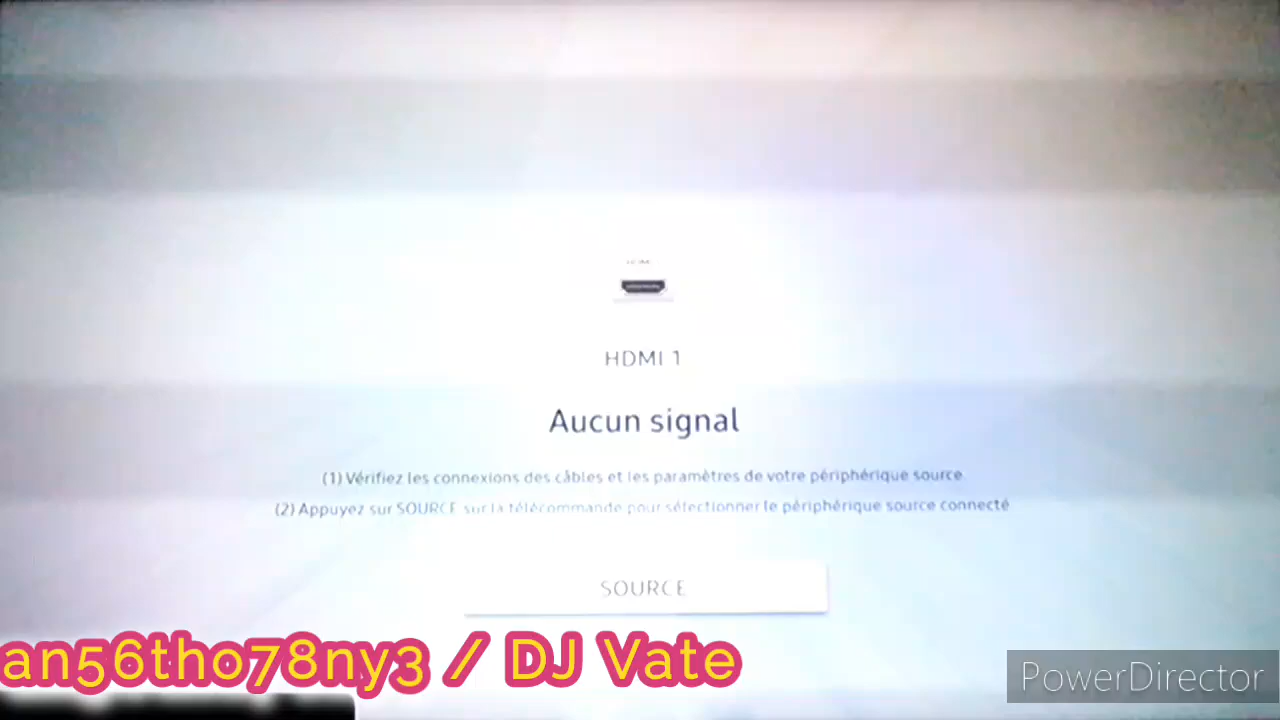 HDMI 1
Aucun signal
(1) Vérifiez les connexions des câbles et les paramètres de votre périphérique source
(2) Appuyez sur SOURCE sur la télécommande pour sélectionner le périphérique source connecté
SOURCE
an56tho78ny3 / DJ Vate
PowerDirector